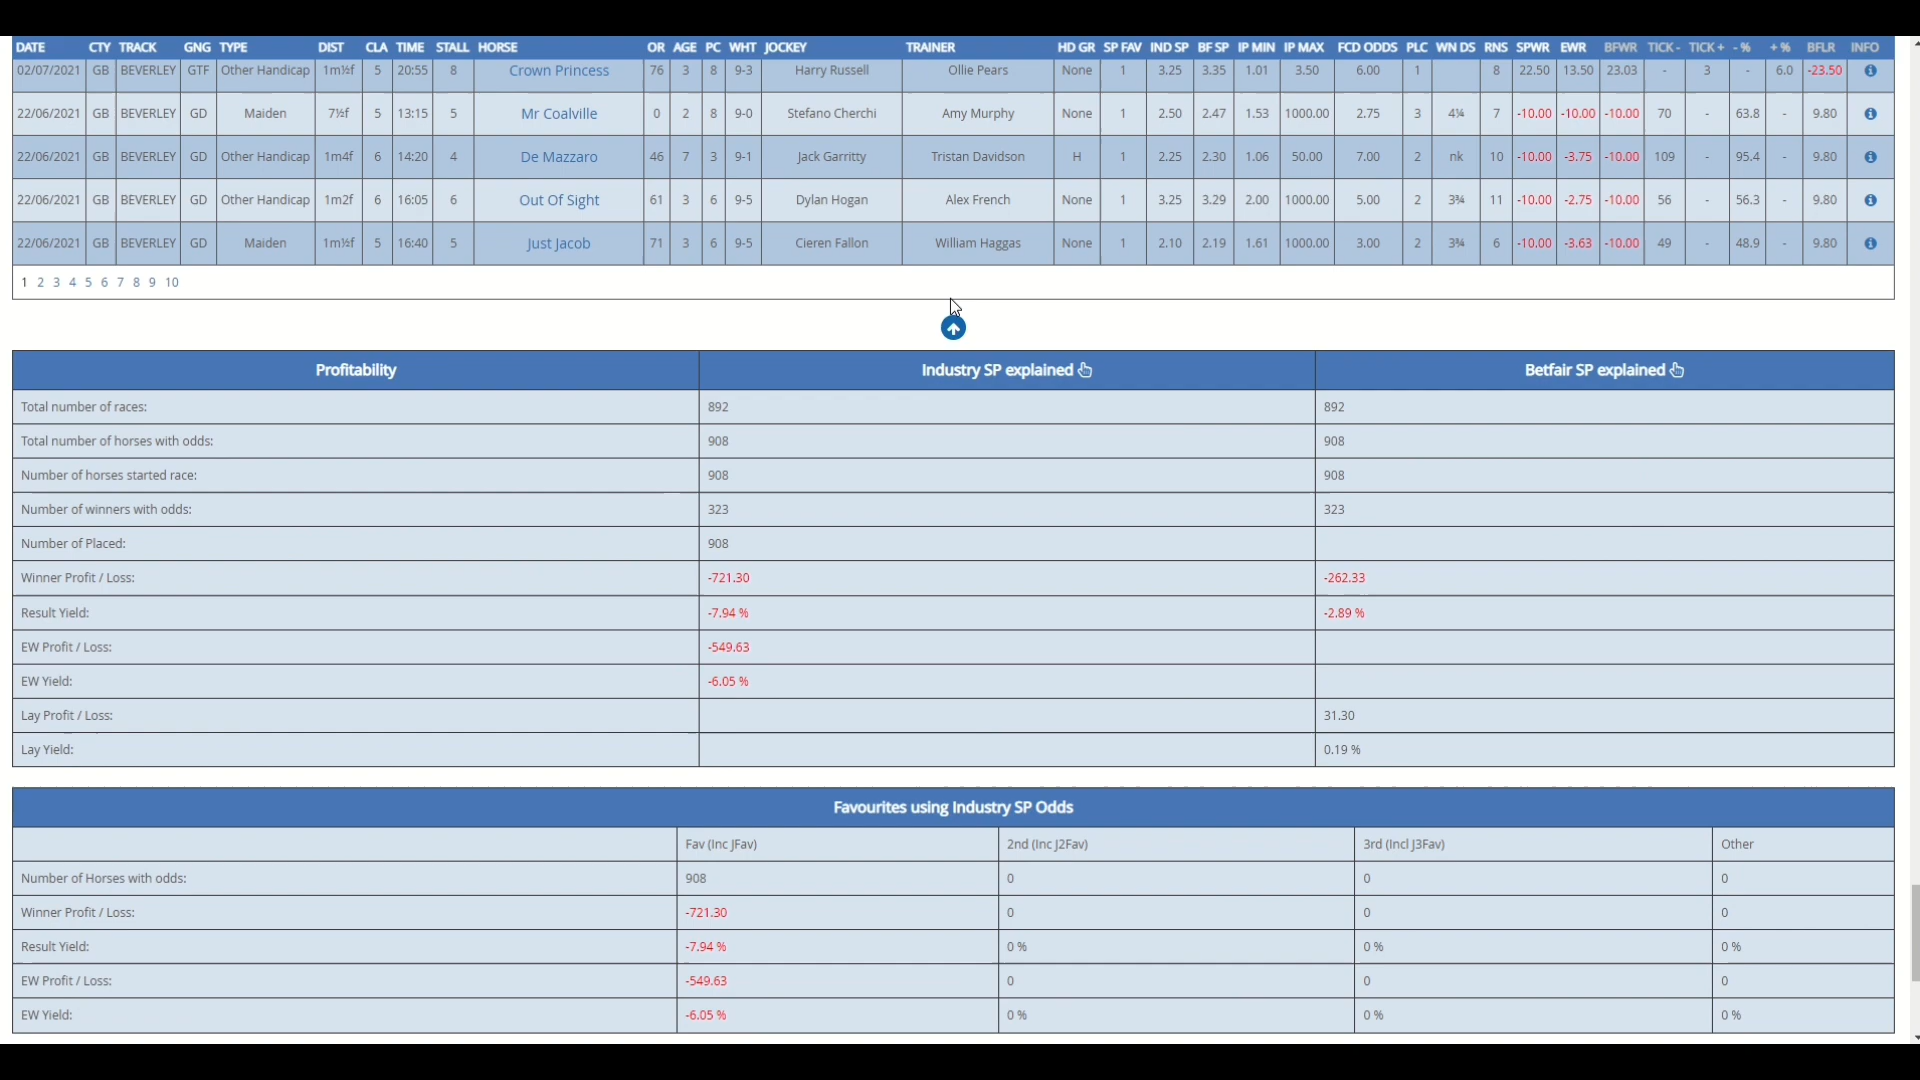 DATE CTY TRACK GNG TYPE DIST CLA TIME STALL HORSE OR AGE PC WHT JOCKEY TRAINER HD GR SP FAV IND SP BF SP IP MIN IP MAX FCD ODDS PLC WN DS RNS SPWR EWR BFWR TICK - TICK + - % + % BFLR INFO
02/07/2021 GB BEVERLEY GTF Other Handicap 1m½f 5 20:55 8 Crown Princess 76 3 8 9-3 Harry Russell Ollie Pears None 1 3.25 3.35 1.01 3.50 6.00 1 8 22.50 13.50 23.03 - 3 - 6.0 -23.50
22/06/2021 GB BEVERLEY GD Maiden 7½f 5 13:15 5 Mr Coalville 0 2 8 9-0 Stefano Cherchi Amy Murphy None 1 2.50 2.47 1.53 1000.00 2.75 3 4¼ 7 -10.00 -10.00 -10.00 70 - 63.8 - 9.80
22/06/2021 GB BEVERLEY GD Other Handicap 1m4f 6 14:20 4 De Mazzaro 46 7 3 9-1 Jack Garritty Tristan Davidson H 1 2.25 2.30 1.06 50.00 7.00 2 nk 10 -10.00 -3.75 -10.00 109 - 95.4 - 9.80
22/06/2021 GB BEVERLEY GD Other Handicap 1m2f 6 16:05 6 Out Of Sight 61 3 6 9-5 Dylan Hogan Alex French None 1 3.25 3.29 2.00 1000.00 5.00 2 3¾ 11 -10.00 -2.75 -10.00 56 - 56.3 - 9.80
22/06/2021 GB BEVERLEY GD Maiden 1m½f 5 16:40 5 Just Jacob 71 3 6 9-5 Cieren Fallon William Haggas None 1 2.10 2.19 1.61 1000.00 3.00 2 3¾ 6 -10.00 -3.63 -10.00 49 - 48.9 - 9.80
1 2 3 4 5 6 7 8 9 10
Profitability Industry SP explained Betfair SP explained
Total number of races: 892 892
Total number of horses with odds: 908 908
Number of horses started race: 908 908
Number of winners with odds: 323 323
Number of Placed: 908
Winner Profit / Loss: -721.30 -262.33
Result Yield: -7.94 % -2.89 %
EW Profit / Loss: -549.63
EW Yield: -6.05 %
Lay Profit / Loss: 31.30
Lay Yield: 0.19 %
Favourites using Industry SP Odds
Fav (Inc JFav) 2nd (Inc J2Fav) 3rd (Incl J3Fav) Other
Number of Horses with odds: 908 0 0 0
Winner Profit / Loss: -721.30 0 0 0
Result Yield: -7.94 % 0 % 0 % 0 %
EW Profit / Loss: -549.63 0 0 0
EW Yield: -6.05 % 0 % 0 % 0 %